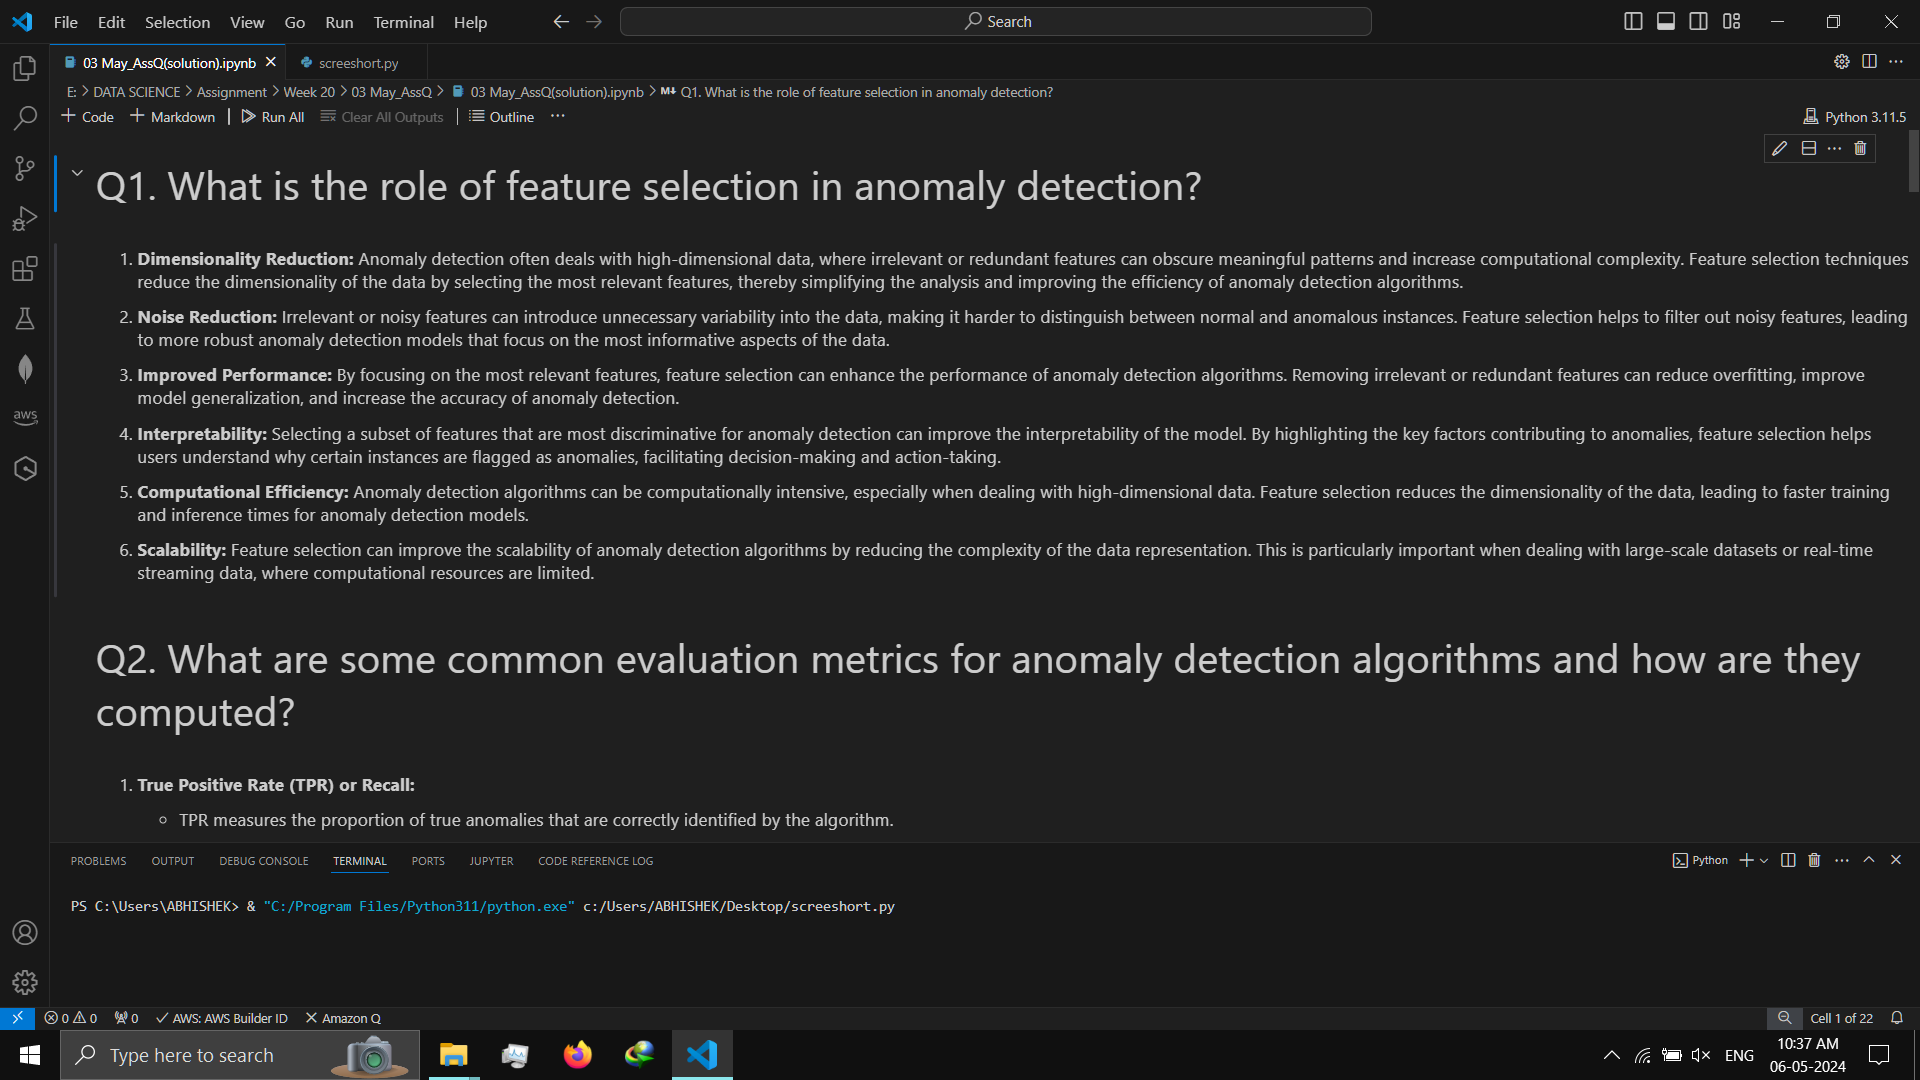 File Edit Selection View Go Run Terminal Help Search
03 May_AssQ(solution).ipynb screeshort.py
E: > DATA SCIENCE > Assignment > Week 20 > 03 May_AssQ > 03 May_AssQ(solution).ipynb > M↓ Q1. What is the role of feature selection in anomaly detection?
+ Code + Markdown | Run All Clear All Outputs | Outline ... Python 3.11.5
Q1. What is the role of feature selection in anomaly detection?
1. Dimensionality Reduction: Anomaly detection often deals with high-dimensional data, where irrelevant or redundant features can obscure meaningful patterns and increase computational complexity. Feature selection techniques
reduce the dimensionality of the data by selecting the most relevant features, thereby simplifying the analysis and improving the efficiency of anomaly detection algorithms.
2. Noise Reduction: Irrelevant or noisy features can introduce unnecessary variability into the data, making it harder to distinguish between normal and anomalous instances. Feature selection helps to filter out noisy features, leading
to more robust anomaly detection models that focus on the most informative aspects of the data.
3. Improved Performance: By focusing on the most relevant features, feature selection can enhance the performance of anomaly detection algorithms. Removing irrelevant or redundant features can reduce overfitting, improve
model generalization, and increase the accuracy of anomaly detection.
4. Interpretability: Selecting a subset of features that are most discriminative for anomaly detection can improve the interpretability of the model. By highlighting the key factors contributing to anomalies, feature selection helps
users understand why certain instances are flagged as anomalies, facilitating decision-making and action-taking.
5. Computational Efficiency: Anomaly detection algorithms can be computationally intensive, especially when dealing with high-dimensional data. Feature selection reduces the dimensionality of the data, leading to faster training
and inference times for anomaly detection models.
6. Scalability: Feature selection can improve the scalability of anomaly detection algorithms by reducing the complexity of the data representation. This is particularly important when dealing with large-scale datasets or real-time
streaming data, where computational resources are limited.
Q2. What are some common evaluation metrics for anomaly detection algorithms and how are they
computed?
1. True Positive Rate (TPR) or Recall:
○ TPR measures the proportion of true anomalies that are correctly identified by the algorithm.
PROBLEMS OUTPUT DEBUG CONSOLE TERMINAL PORTS JUPYTER CODE REFERENCE LOG Python
PS C:\Users\ABHISHEK> & "C:/Program Files/Python311/python.exe" c:/Users/ABHISHEK/Desktop/screeshort.py
aws
0 0 0 AWS: AWS Builder ID Amazon Q Cell 1 of 22
Type here to search ENG 10:37 AM
06-05-2024